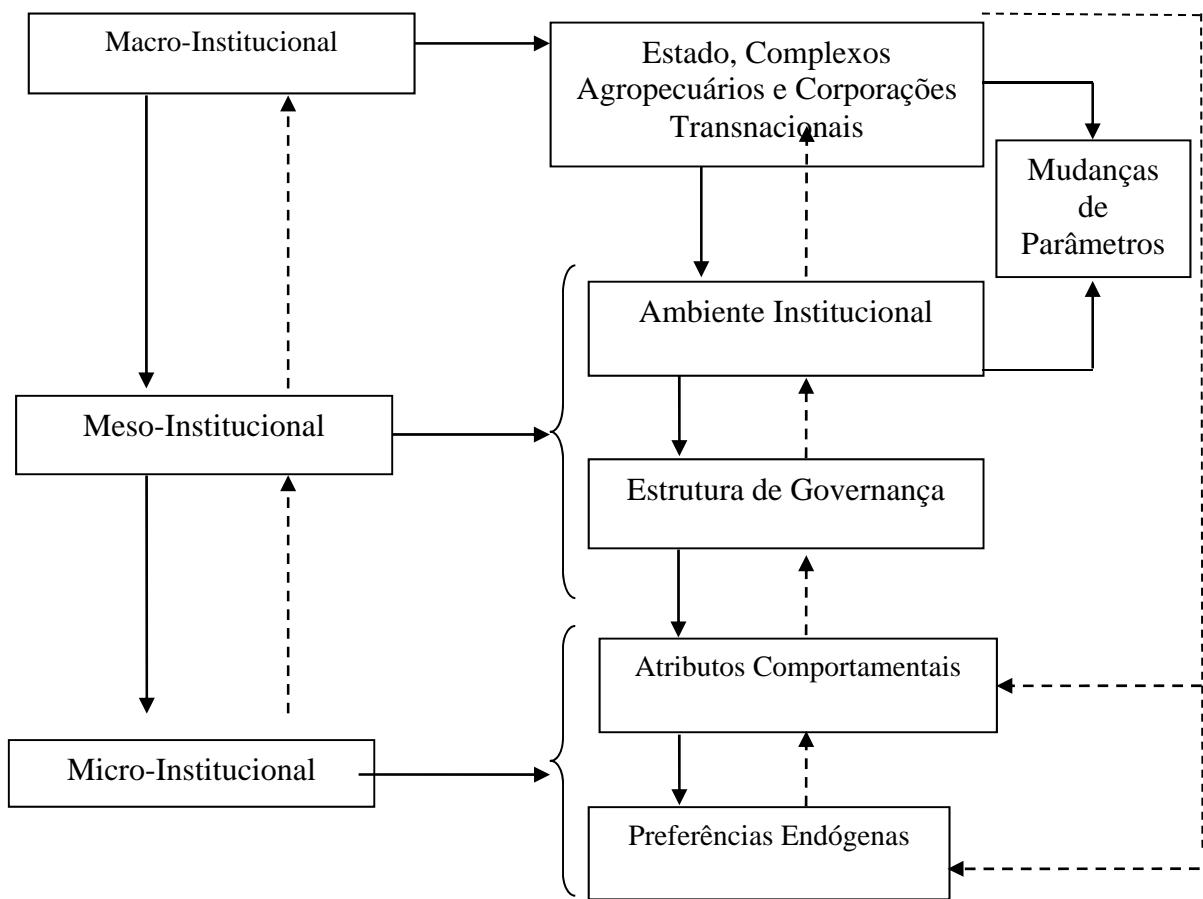 Macro-Institucional
Estado, Complexos
Agropecuários e Corporações
Transnacionais
Mudanças
de
Parâmetros
Ambiente Institucional
Meso-Institucional
Estrutura de Governança
Atributos Comportamentais
Micro-Institucional
Preferências Endógenas